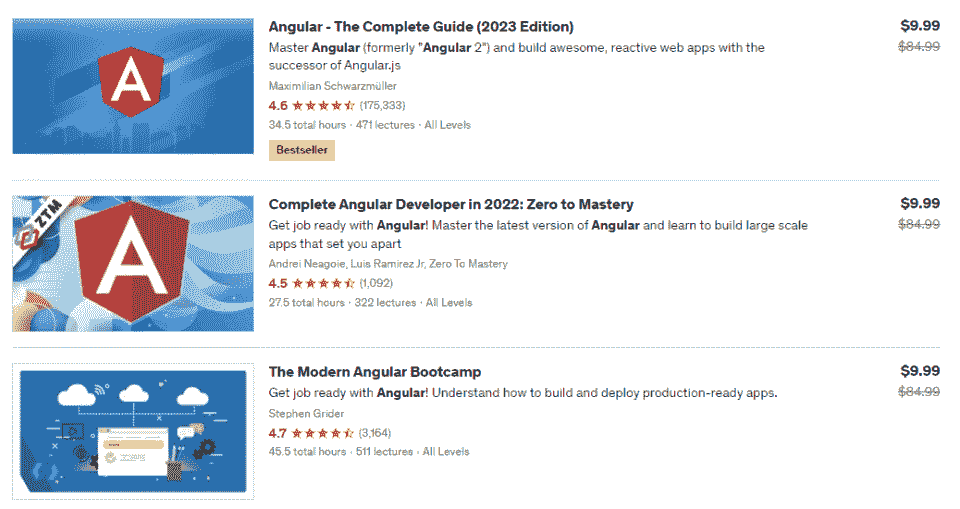 Angular - The Complete Guide (2023 Edition)
$9.99
Master Angular (formerly "Angular 2") and build awesome, reactive web apps with the
$84.99
successor of Angular.js
Maximilian Schwarzmüller
4.6 (175,333)
34.5 total hours · 471 lectures · All Levels
Bestseller
A
ZTM
A
Complete Angular Developer in 2022: Zero to Mastery
$9.99
Get job ready with Angular! Master the latest version of Angular and learn to build large scale
$84.99
apps that set you apart
Andrei Neagoie, Luis Ramirez Jr, Zero To Mastery
4.5 (1,092)
27.5 total hours · 322 lectures · All Levels
The Modern Angular Bootcamp
$9.99
Get job ready with Angular! Understand how to build and deploy production-ready apps.
$84.99
Stephen Grider
4.7 (3,164)
45.5 total hours · 511 lectures · All Levels